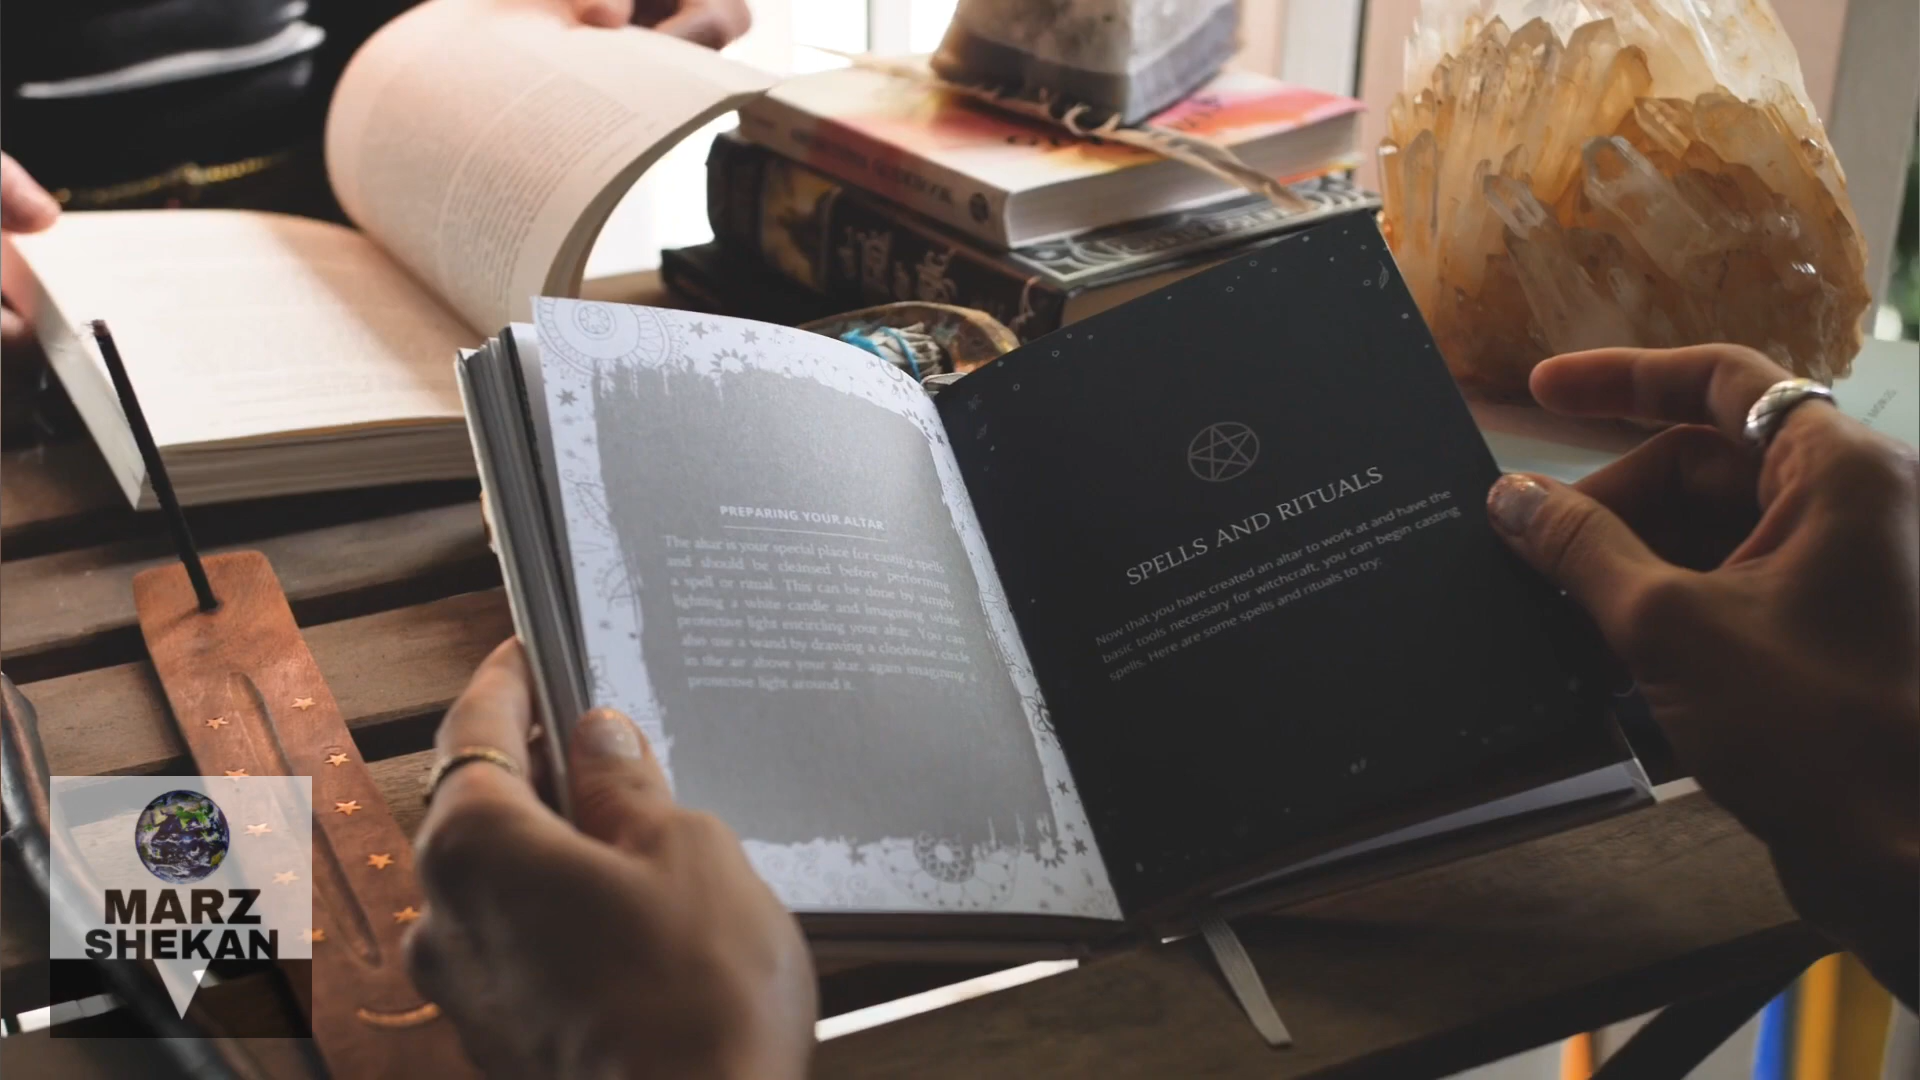 PREPARING YOUR ALTAR
The altar is your special place for casting spells
and should be cleansed before performing
a spell or ritual. This can be done by simply
lighting a white candle and imagining white
protective light encircling your altar. You can
also use a wand by drawing a clockwise circle
in the air above your altar, again imagining a
protective light around it.
SPELLS AND RITUALS
Now that you have created an altar to work at and have the
basic tools necessary for witchcraft, you can begin casting
spells. Here are some spells and rituals to try:
MARZ
SHEKAN